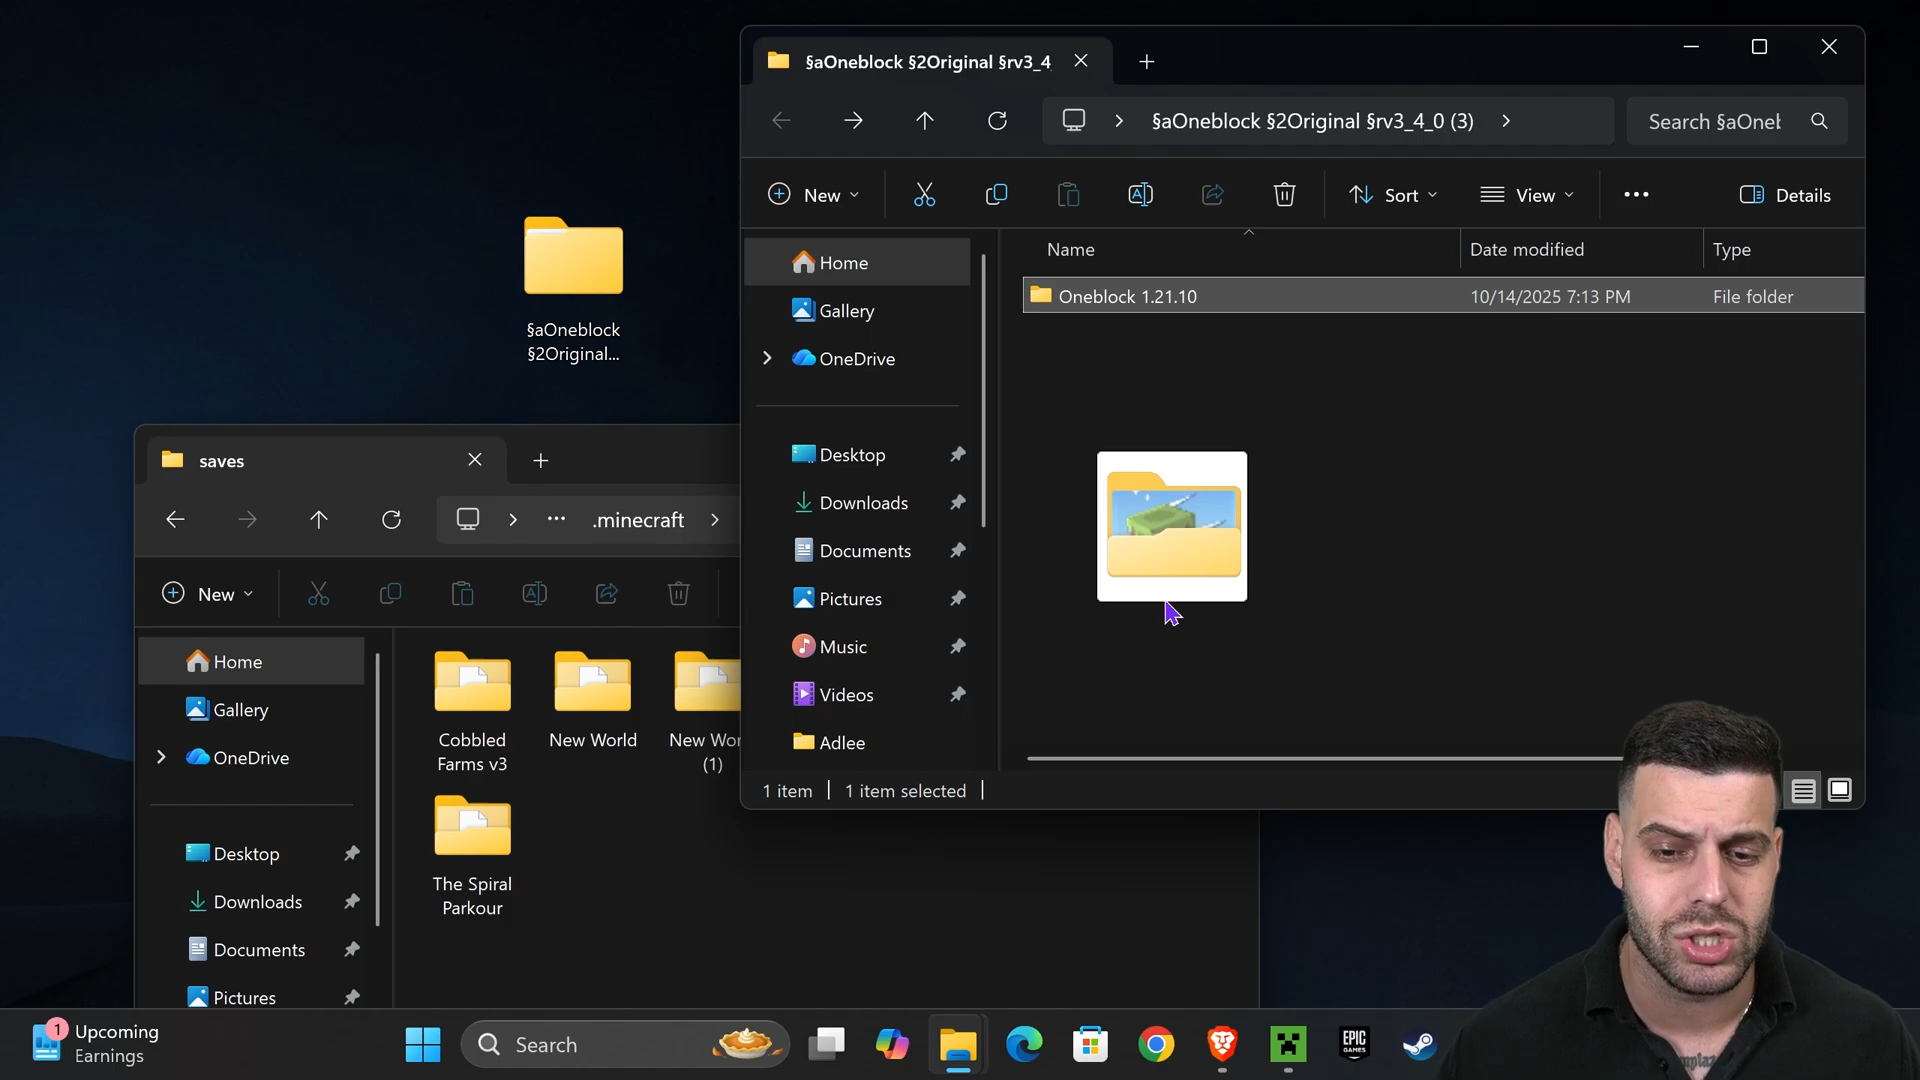 §aOneblock §2Original §rv3_4
§aOneblock §2Original §rv3_4_0 (3)
Search §aOnel
New
Sort
View
Details
Name
Date modified
Type
Oneblock 1.21.10
10/14/2025 7:13 PM
File folder
Home
Gallery
OneDrive
Desktop
Downloads
Documents
Pictures
Music
Videos
Adlee
1 item
1 item selected
§aOneblock
§2Original...
saves
.minecraft
New
Home
Gallery
OneDrive
Desktop
Downloads
Documents
Pictures
Cobbled
Farms v3
New World
New Wor
(1)
The Spiral
Parkour
1
Upcoming
Earnings
Search
EPIC
GAMES